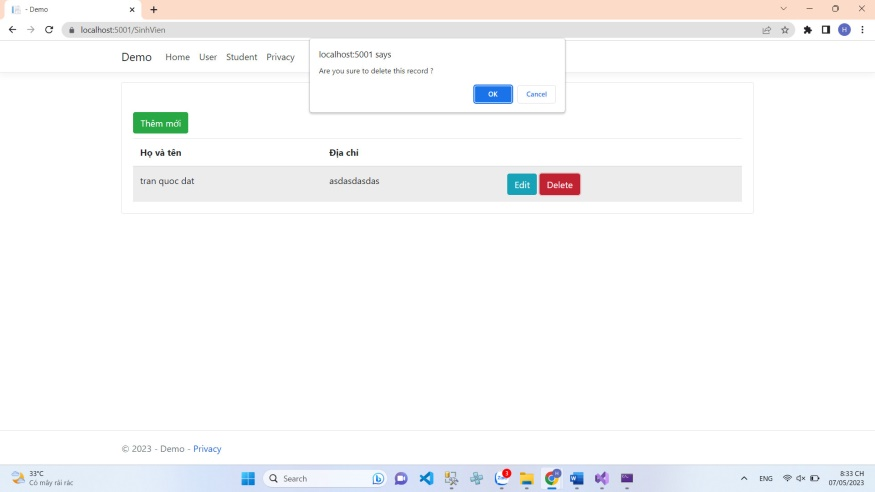 - Demo
localhost:5001/SinhVien
H
Demo Home User Student Privacy
localhost:5001 says
Are you sure to delete this record ?
OK Cancel
Thêm mới
Họ và tên Địa chỉ
tran quoc dat asdasdasdas Edit Delete
© 2023 - Demo - Privacy
33°C
Có mây rải rác
Search
3
ENG
8:33 CH
07/05/2023